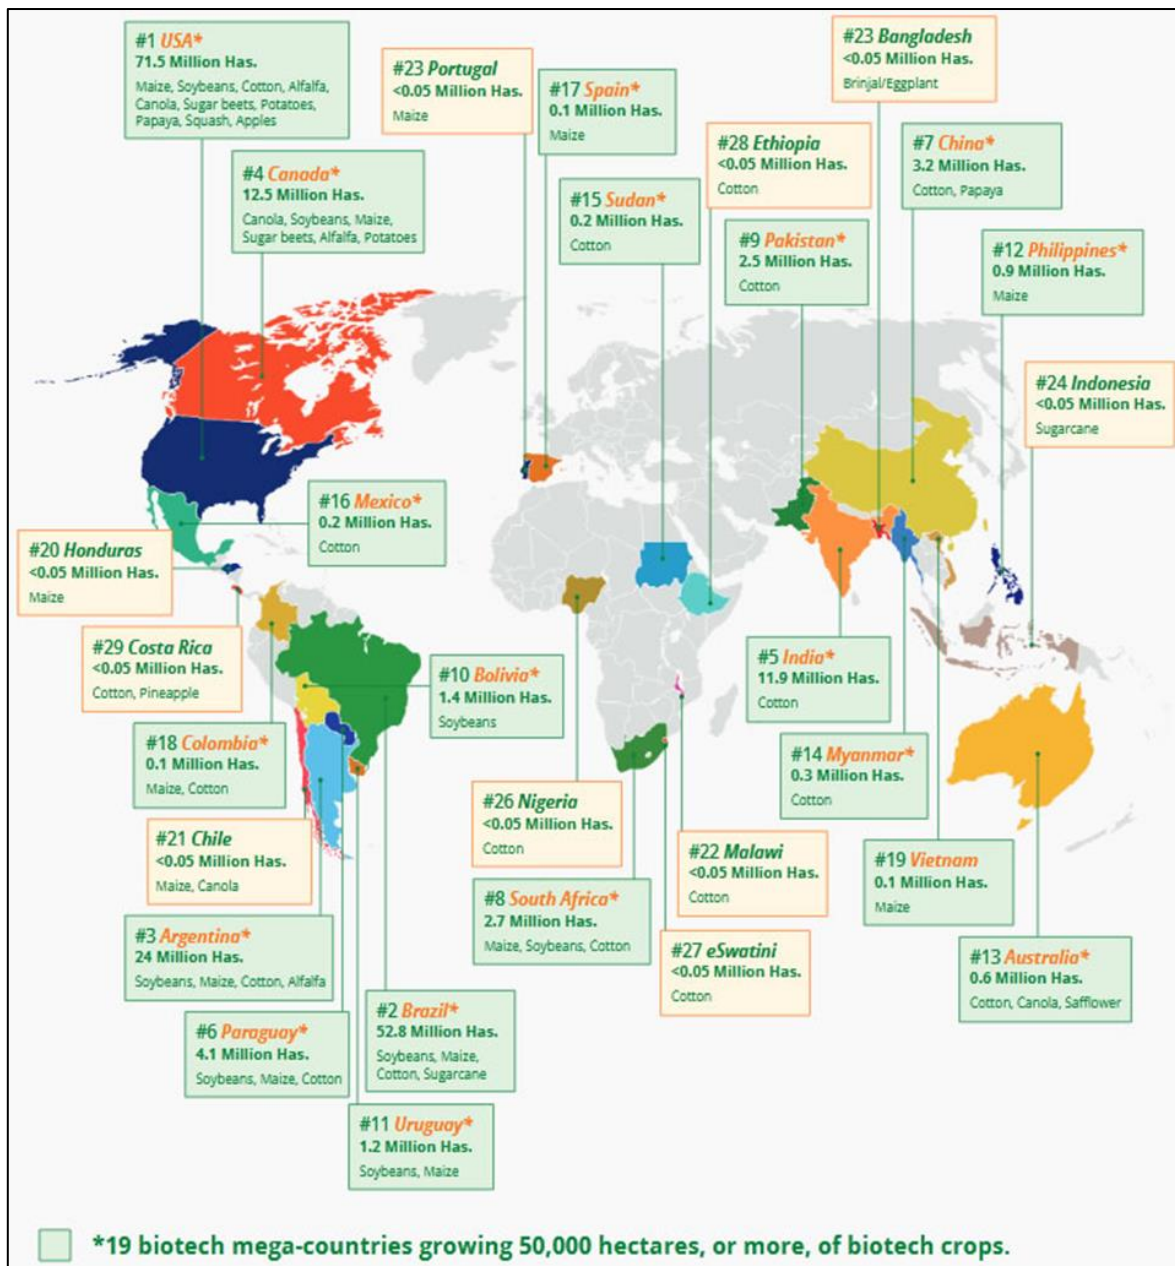 #1 USA*
71.5 Million Has.
Maize, Soybeans, Cotton, Alfalfa,
Canola, Sugar beets, Potatoes,
Papaya, Squash, Apples
#4 Canada*
12.5 Million Has.
Canola, Soybeans, Maize,
Sugar beets, Alfalfa, Potatoes
#23 Portugal
<0.05 Million Has.
Maize
#17 Spain*
0.1 Million Has.
Maize
#15 Sudan*
0.2 Million Has.
Cotton
#28 Ethiopia
<0.05 Million Has.
Cotton
#9 Pakistan*
2.5 Million Has.
Cotton
#23 Bangladesh
<0.05 Million Has.
Brinjal/Eggplant
#7 China*
3.2 Million Has.
Cotton, Papaya
#12 Philippines*
0.9 Million Has.
Maize
#24 Indonesia
<0.05 Million Has.
Sugarcane
#16 Mexico*
0.2 Million Has.
Cotton
#20 Honduras
<0.05 Million Has.
Maize
#29 Costa Rica
<0.05 Million Has.
Cotton, Pineapple
#10 Bolivia*
1.4 Million Has.
Soybeans
#18 Colombia*
0.1 Million Has.
Maize, Cotton
#21 Chile
<0.05 Million Has.
Maize, Canola
#3 Argentina*
24 Million Has.
Soybeans, Maize, Cotton, Alfalfa
#6 Paraguay*
4.1 Million Has.
Soybeans, Maize, Cotton
#2 Brazil*
52.8 Million Has.
Soybeans, Maize,
Cotton, Sugarcane
#11 Uruguay*
1.2 Million Has.
Soybeans, Maize
#26 Nigeria
<0.05 Million Has.
Cotton
#8 South Africa*
2.7 Million Has.
Maize, Soybeans, Cotton
#22 Malawi
<0.05 Million Has.
Cotton
#27 eSwatini
<0.05 Million Has.
Cotton
#5 India*
11.9 Million Has.
Cotton
#14 Myanmar*
0.3 Million Has.
Cotton
#19 Vietnam
0.1 Million Has.
Maize
#13 Australia*
0.6 Million Has.
Cotton, Canola, Safflower
*19 biotech mega-countries growing 50,000 hectares, or more, of biotech crops.